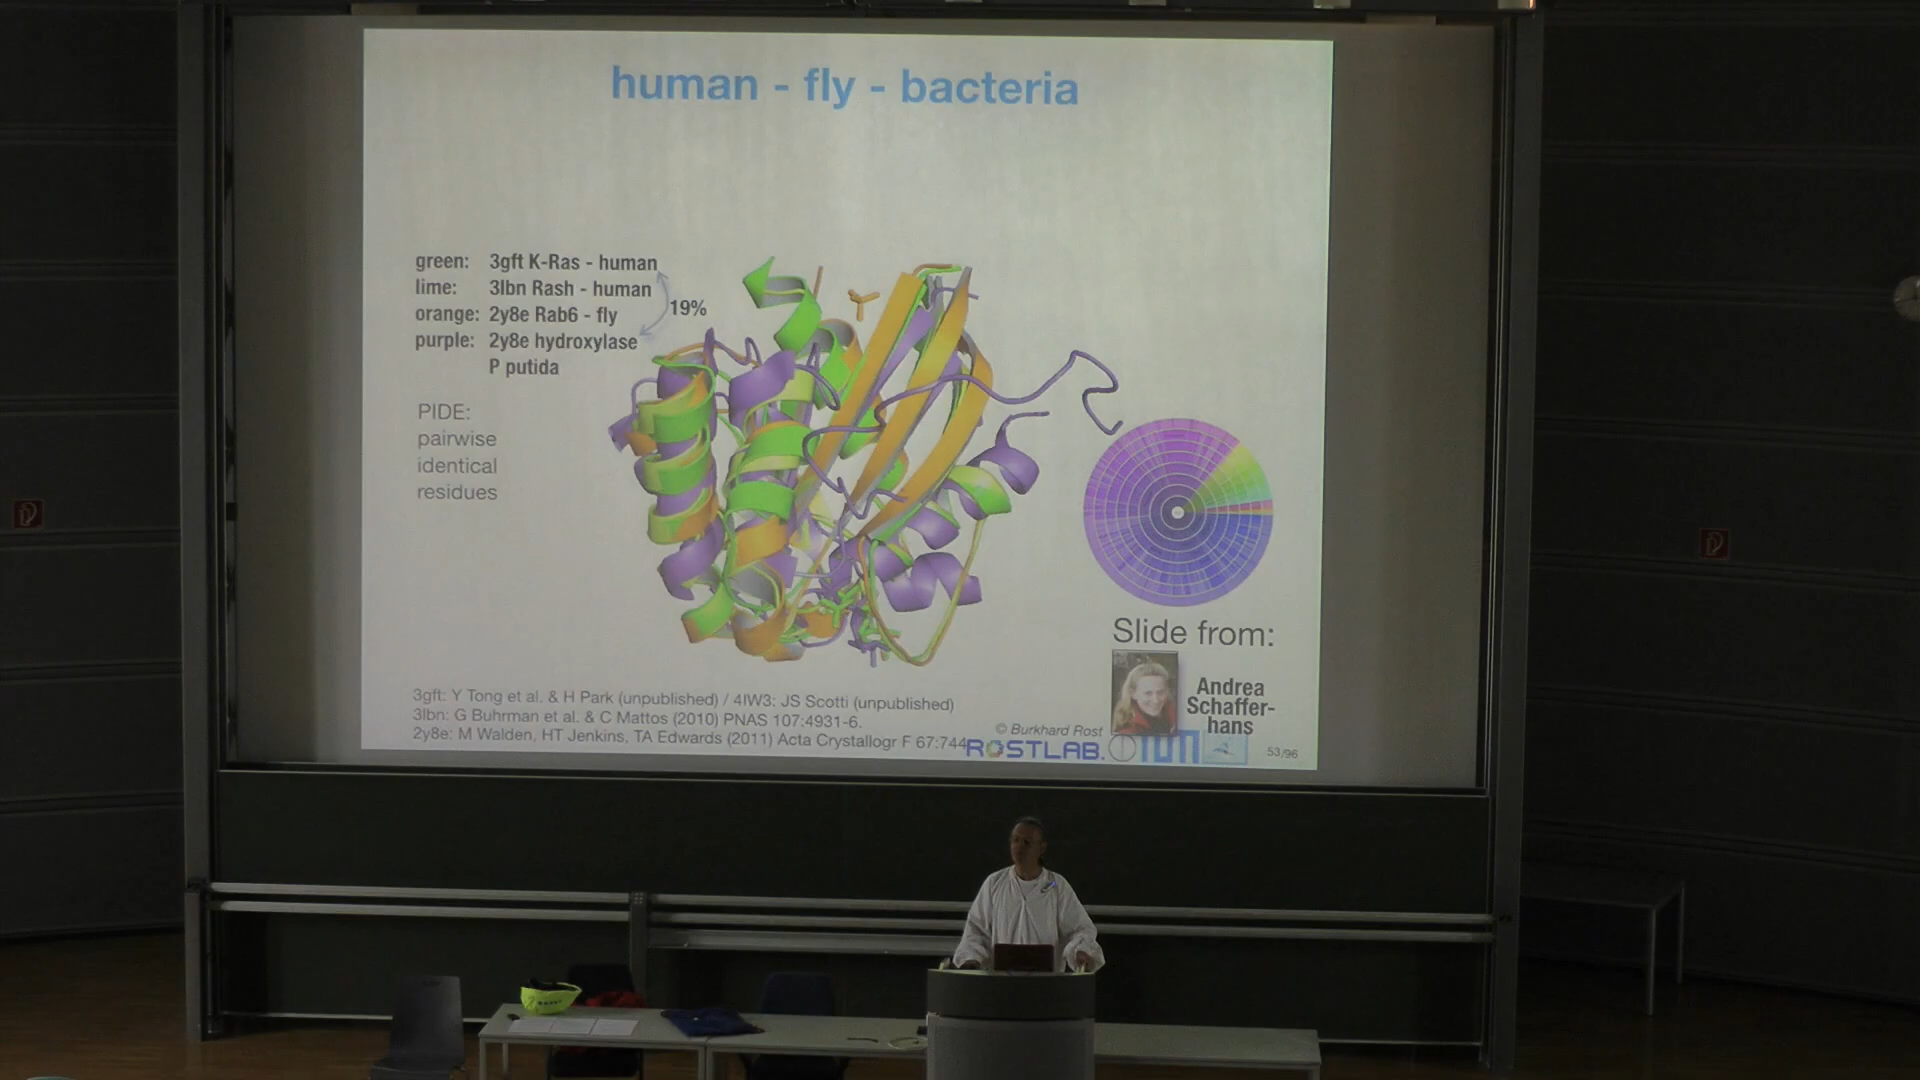 human - fly - bacteria
green: 3gft K-Ras - human
lime: 3lbn Rash - human
orange: 2y8e Rab6 - fly
purple: 2y8e hydroxylase
P putida
19%
PIDE:
pairwise
identical
residues
Slide from:
Andrea
Schaffer-
hans
3gft: Y Tong et al. & H Park (unpublished) / 4IW3: JS Scotti (unpublished)
3lbn: G Buhrman et al. & C Mattos (2010) PNAS 107:4931-6.
2y8e: M Walden, HT Jenkins, TA Edwards (2011) Acta Crystallogr F 67:744
© Burkhard Rost
ROSTLAB.
TUM
53/96